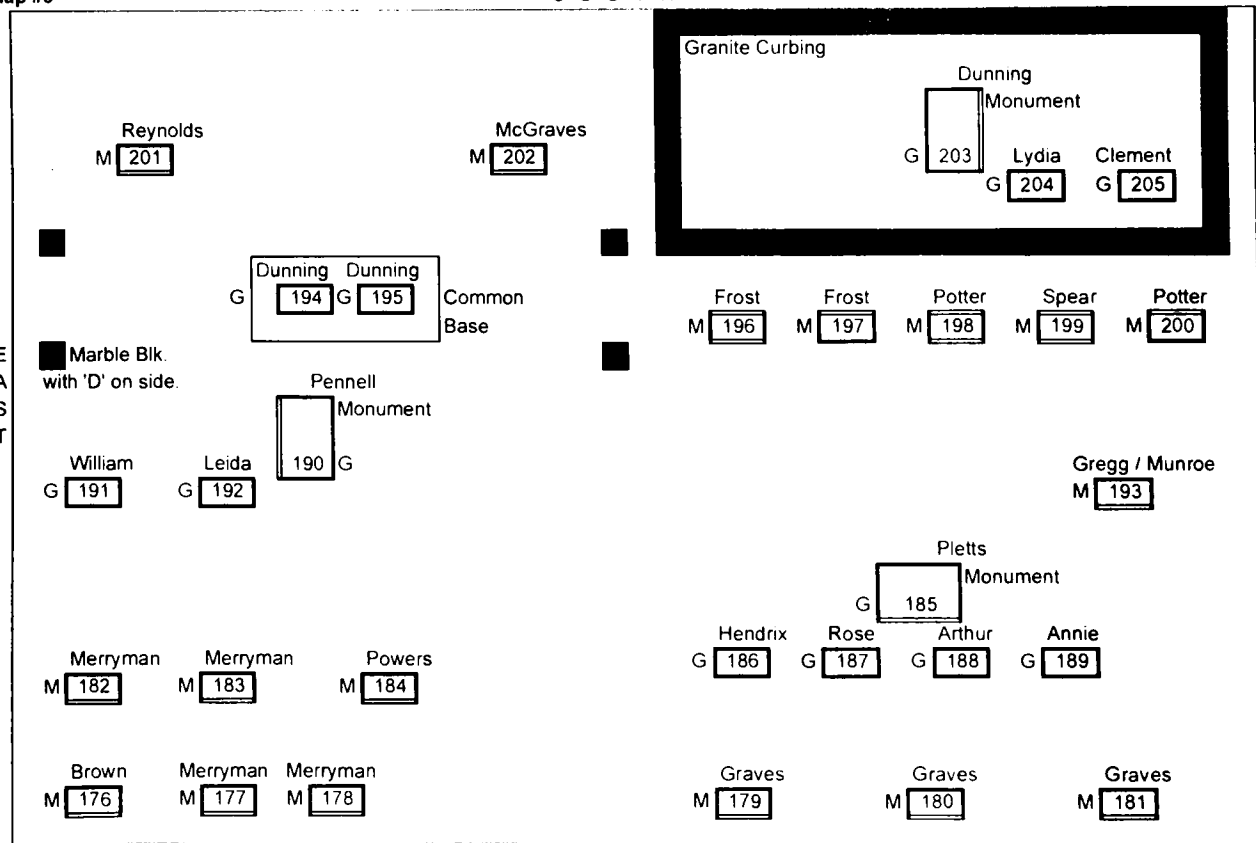 Granite Curbing
Dunning
Monument
G 203
Lydia
G 204
Clement
G 205
Reynolds
M 201
McGraves
M 202
Dunning Dunning
G 194 G 195 Common
Base
Frost
M 196
Frost
M 197
Potter
M 198
Spear
M 199
Potter
M 200
EAST
Marble Blk.
with 'D' on side.
Pennell
Monument
190 G
William
G 191
Leida
G 192
Gregg / Munroe
M 193
Pletts
Monument
G 185
Hendrix
G 186
Rose
G 187
Arthur
G 188
Annie
G 189
Merryman
M 182
Merryman
M 183
Powers
M 184
Brown
M 176
Merryman
M 177
Merryman
M 178
Graves
M 179
Graves
M 180
Graves
M 181